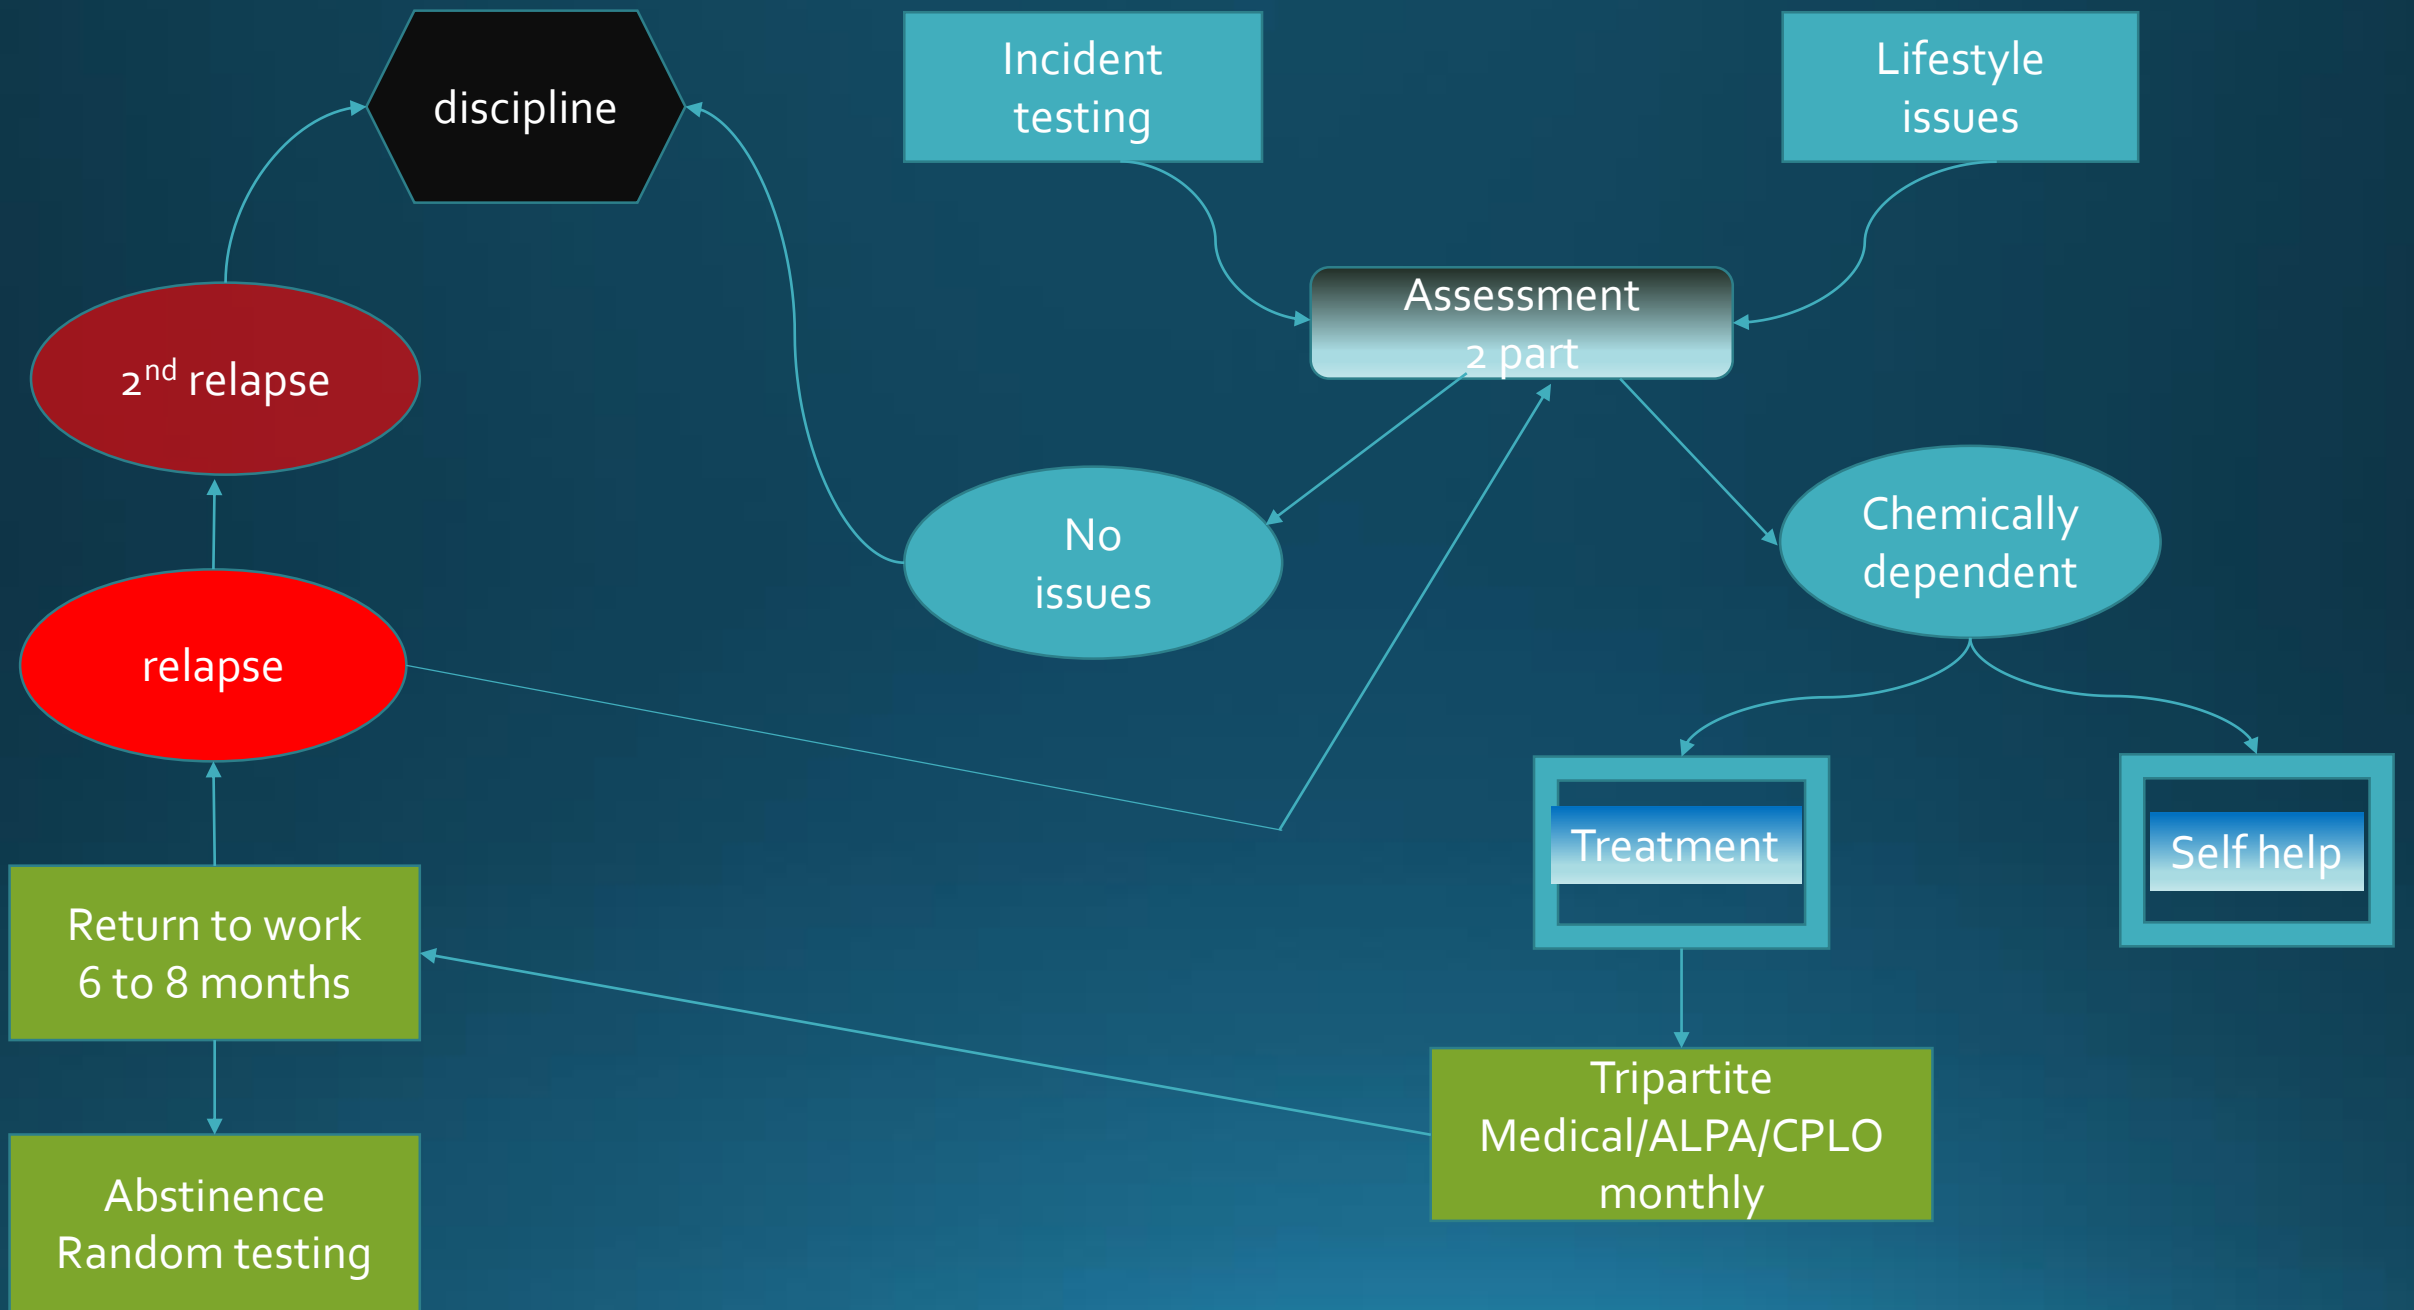 discipline
Incident
testing
Lifestyle
issues
Assessment
2 part
2nd relapse
No
issues
Chemically
dependent
relapse
Treatment
Self help
Return to work
6 to 8 months
Tripartite
Medical/ALPA/CPLO
monthly
Abstinence
Random testing